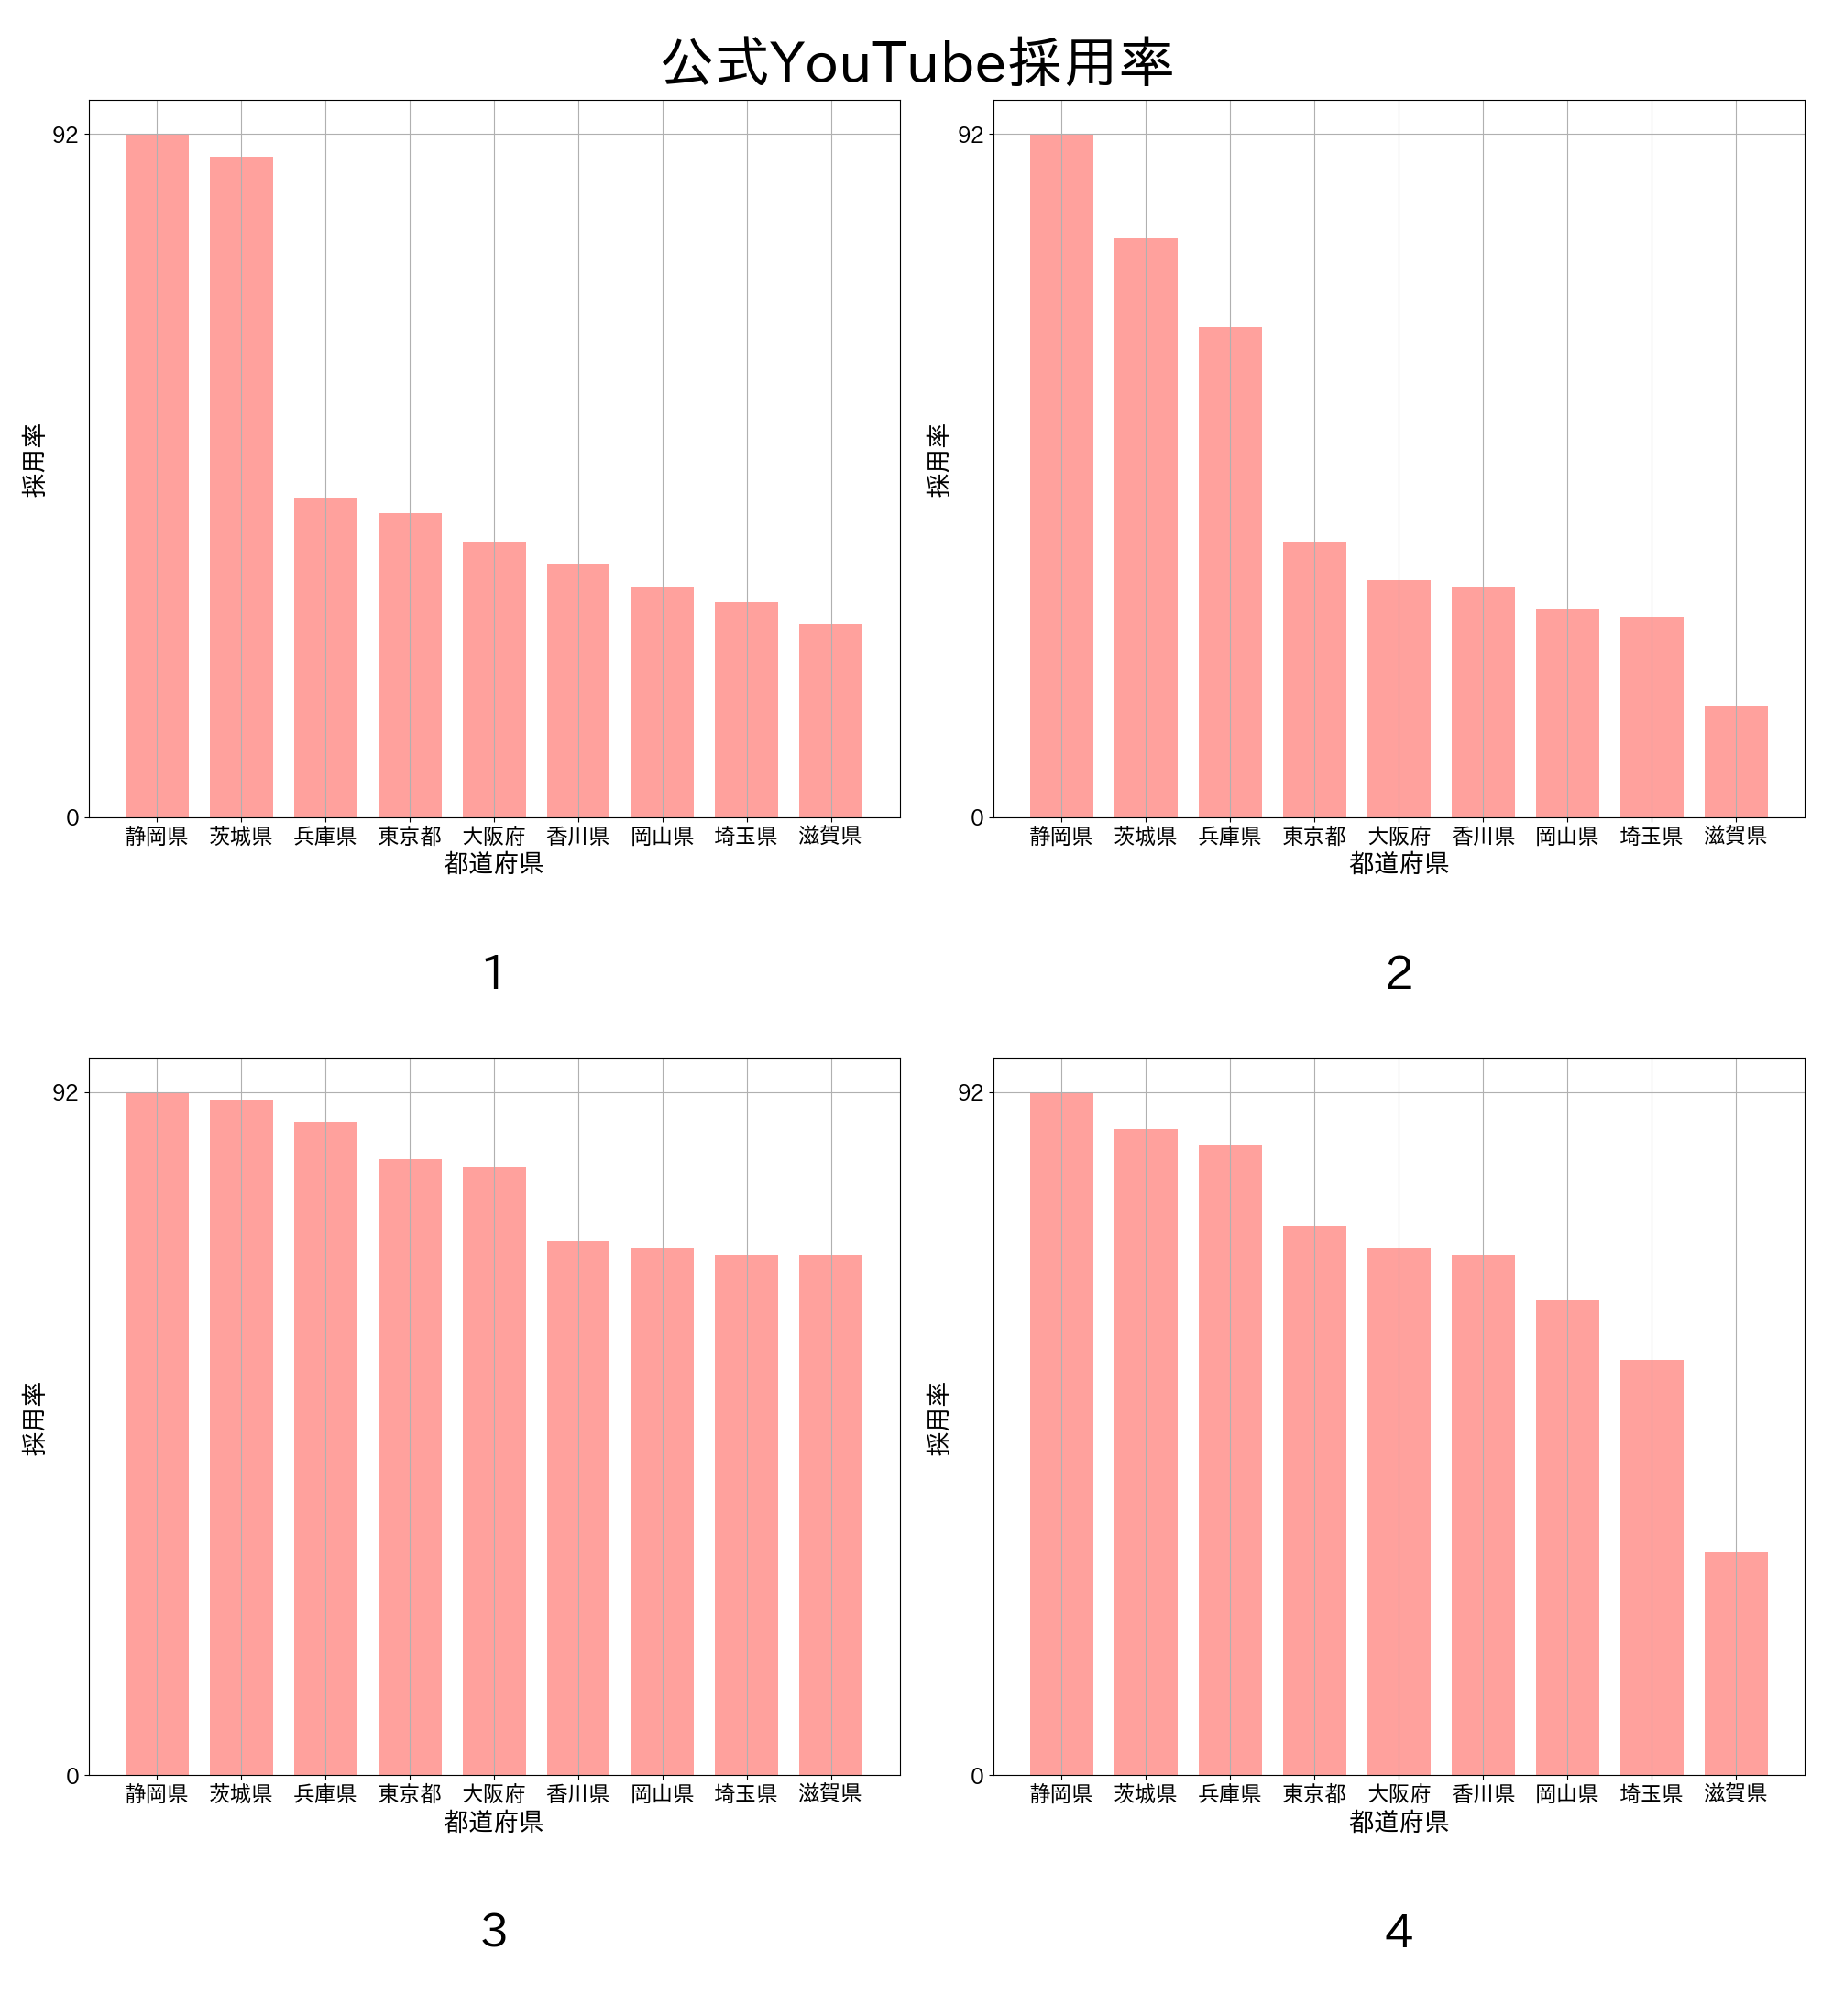 公式YouTube採用率
92
採用率
0
静岡県 茨城県 兵庫県 東京都 大阪府 香川県 岡山県 埼玉県 滋賀県
都道府県
1
92
採用率
0
静岡県 茨城県 兵庫県 東京都 大阪府 香川県 岡山県 埼玉県 滋賀県
都道府県
2
92
採用率
0
静岡県 茨城県 兵庫県 東京都 大阪府 香川県 岡山県 埼玉県 滋賀県
都道府県
3
92
採用率
0
静岡県 茨城県 兵庫県 東京都 大阪府 香川県 岡山県 埼玉県 滋賀県
都道府県
4